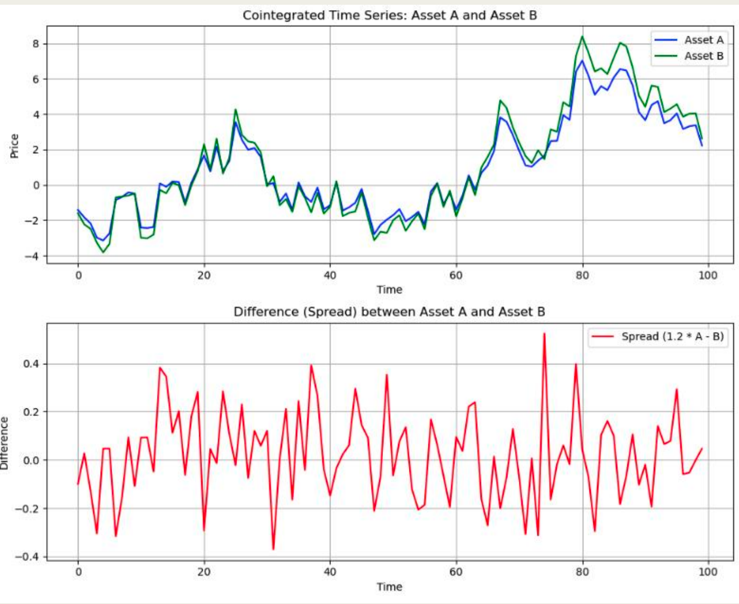 Cointegrated Time Series: Asset A and Asset B
Asset A
Asset B
8
6
4
2
0
−2
−4
Price
0 20 40 60 80 100
Time
Difference (Spread) between Asset A and Asset B
Spread (1.2 * A - B)
0.4
0.2
0.0
−0.2
−0.4
Difference
0 20 40 60 80 100
Time